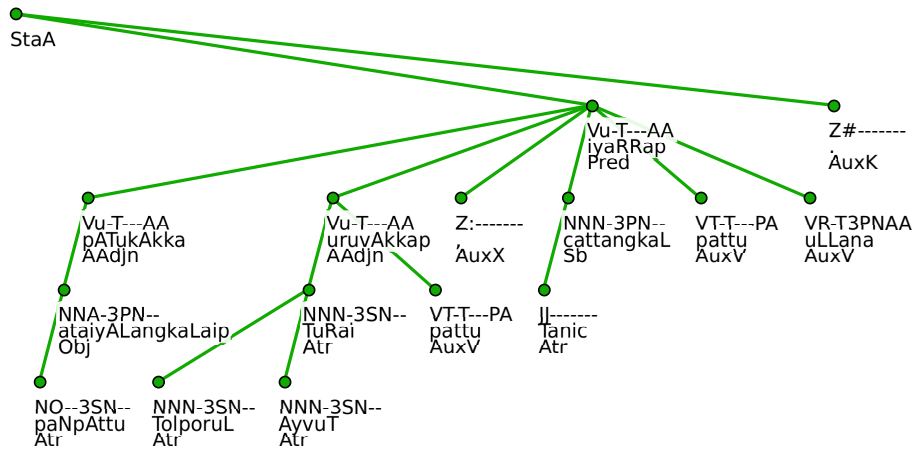 StaA
Vu-T---AA
iyaRRap
Pred
Z#-------
.
AuxK
Vu-T---AA
pATukAkka
AAdjn
Vu-T---AA
uruvAkkap
AAdjn
Z:-------
,
AuxX
NNN-3PN--
cattangkaL
Sb
VT-T---PA
pattu
AuxV
VR-T3PNAA
uLLana
AuxV
NNA-3PN--
ataiyALangkaLaip
Obj
NNN-3SN--
TuRai
Atr
VT-T---PA
pattu
AuxV
JJ-------
Tanic
Atr
NO--3SN--
paNpAttu
Atr
NNN-3SN--
TolporuL
Atr
NNN-3SN--
AyvuT
Atr